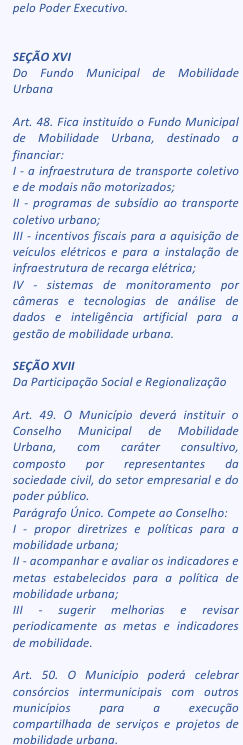 pelo Poder Executivo.
SEÇÃO XVI
Do Fundo Municipal de Mobilidade
Urbana
Art. 48. Fica instituído o Fundo Municipal
de Mobilidade Urbana, destinado a
financiar:
I - a infraestrutura de transporte coletivo
e de modais não motorizados;
II - programas de subsídio ao transporte
coletivo urbano;
III - incentivos fiscais para a aquisição de
veículos elétricos e para a instalação de
infraestrutura de recarga elétrica;
IV - sistemas de monitoramento por
câmeras e tecnologias de análise de
dados e inteligência artificial para a
gestão de mobilidade urbana.
SEÇÃO XVII
Da Participação Social e Regionalização
Art. 49. O Município deverá instituir o
Conselho Municipal de Mobilidade
Urbana, com caráter consultivo,
composto por representantes da
sociedade civil, do setor empresarial e do
poder público.
Parágrafo Único. Compete ao Conselho:
I - propor diretrizes e políticas para a
mobilidade urbana;
II - acompanhar e avaliar os indicadores e
metas estabelecidos para a política de
mobilidade urbana;
III - sugerir melhorias e revisar
periodicamente as metas e indicadores
de mobilidade.
Art. 50. O Município poderá celebrar
consórcios intermunicipais com outros
municípios para a execução
compartilhada de serviços e projetos de
mobilidade urbana.